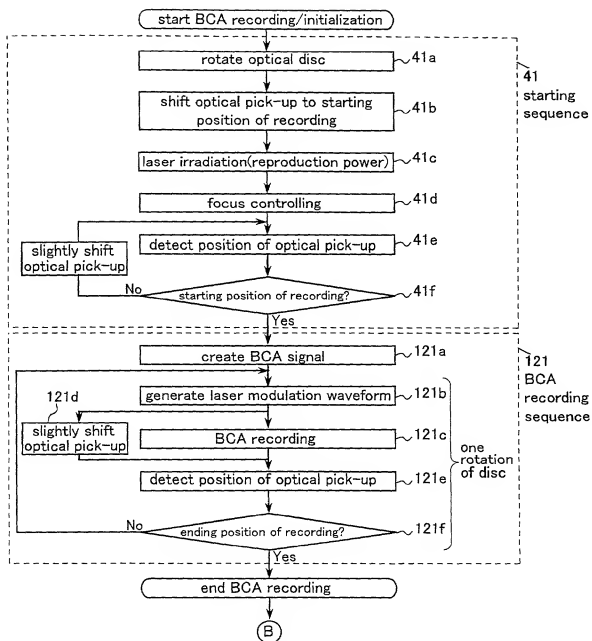 start BCA recording/initialization
rotate optical disc
41a
41
starting
sequence
shift optical pick-up to starting
position of recording
41b
laser irradiation(reproduction power)
41c
focus controlling
41d
slightly shift
optical pick-up
detect position of optical pick-up
41e
No
starting position of recording?
41f
Yes
create BCA signal
121a
121
BCA
recording
sequence
121d
generate laser modulation waveform
121b
slightly shift
optical pick-up
BCA recording
121c
one
rotation
of disc
detect position of optical pick-up
121e
No
ending position of recording?
121f
Yes
end BCA recording
B